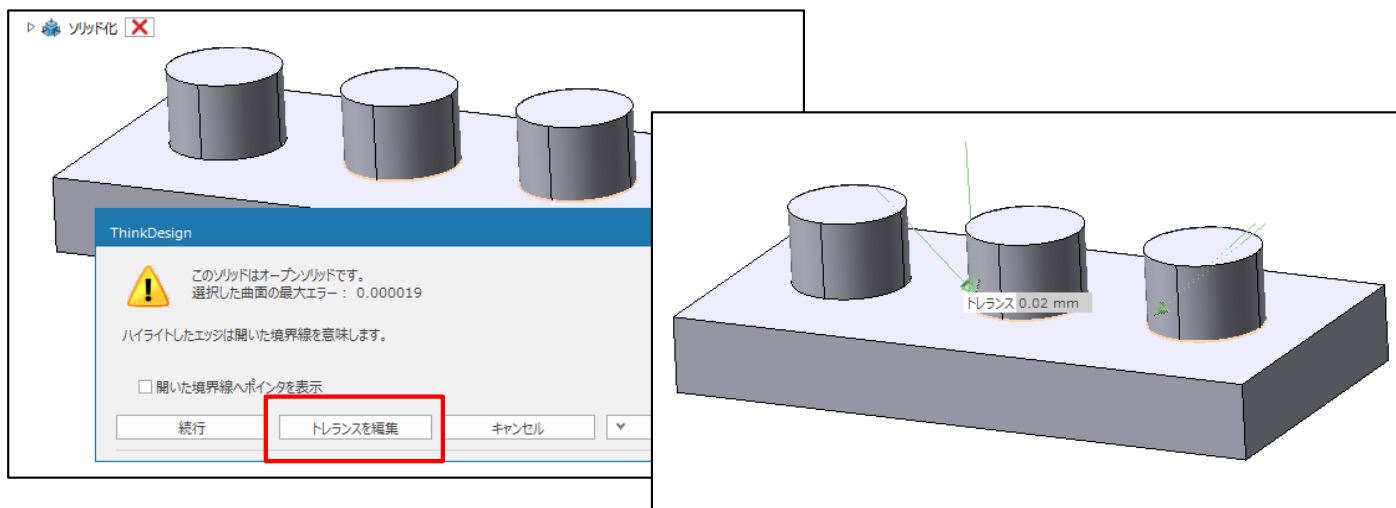 ソリッド化
ThinkDesign
このソリッドはオープンソリッドです。
選択した曲面の最大エラー： 0.000019
ハイライトしたエッジは開いた境界線を意味します。
開いた境界線へポインタを表示
続行
トレランスを編集
キャンセル
トレランス 0.02 mm